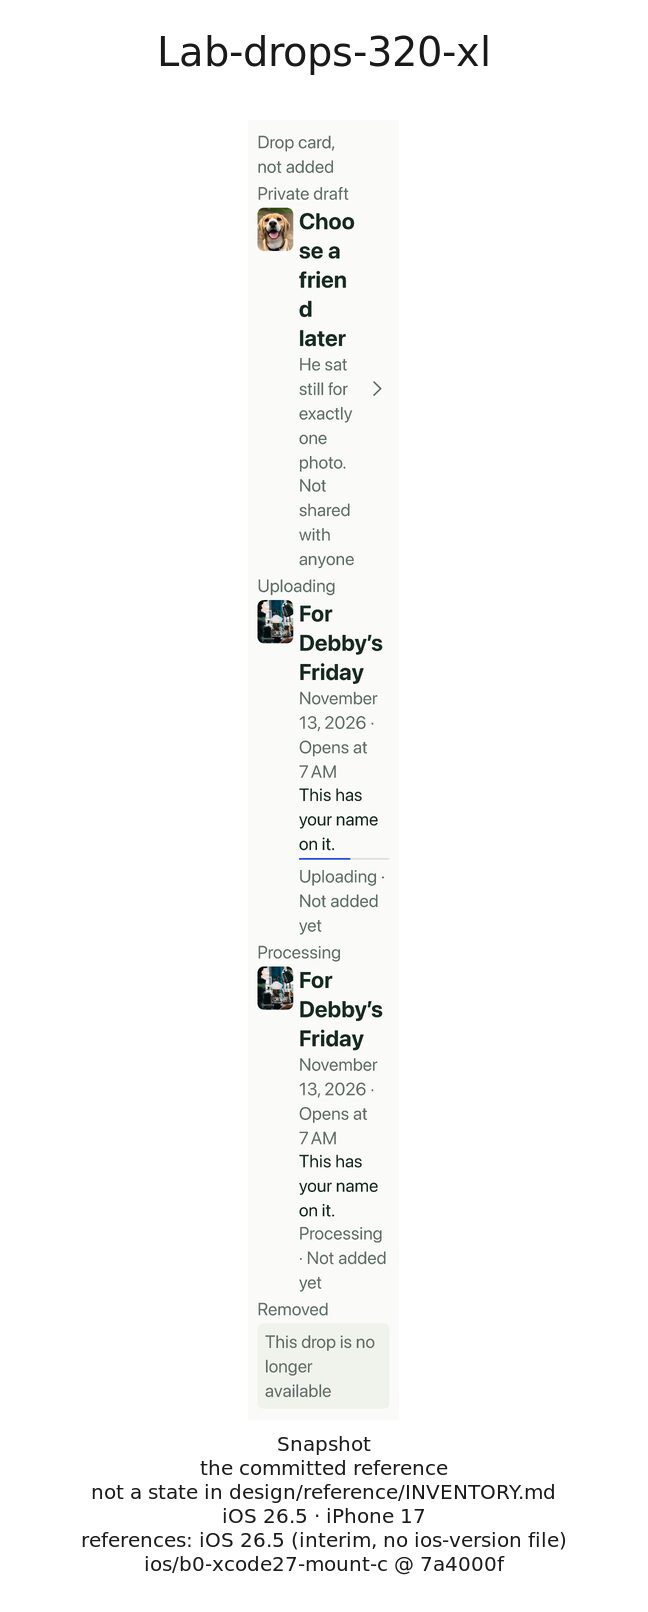 Lab-drops-320-xl
Drop card,
not added
Private draft
Choo
se a
frien
d
later
He sat
still for
exactly
one
photo.
Not
shared
with
anyone
Uploading
For
Debby’s
Friday
November
13, 2026 ·
Opens at
7 AM
This has
your name
on it.
Uploading ·
Not added
yet
Processing
For
Debby’s
Friday
November
13, 2026 ·
Opens at
7 AM
This has
your name
on it.
Processing
· Not added
yet
Removed
This drop is no
longer
available
Snapshot
the committed reference
not a state in design/reference/INVENTORY.md
iOS 26.5 · iPhone 17
references: iOS 26.5 (interim, no ios-version file)
ios/b0-xcode27-mount-c @ 7a4000f